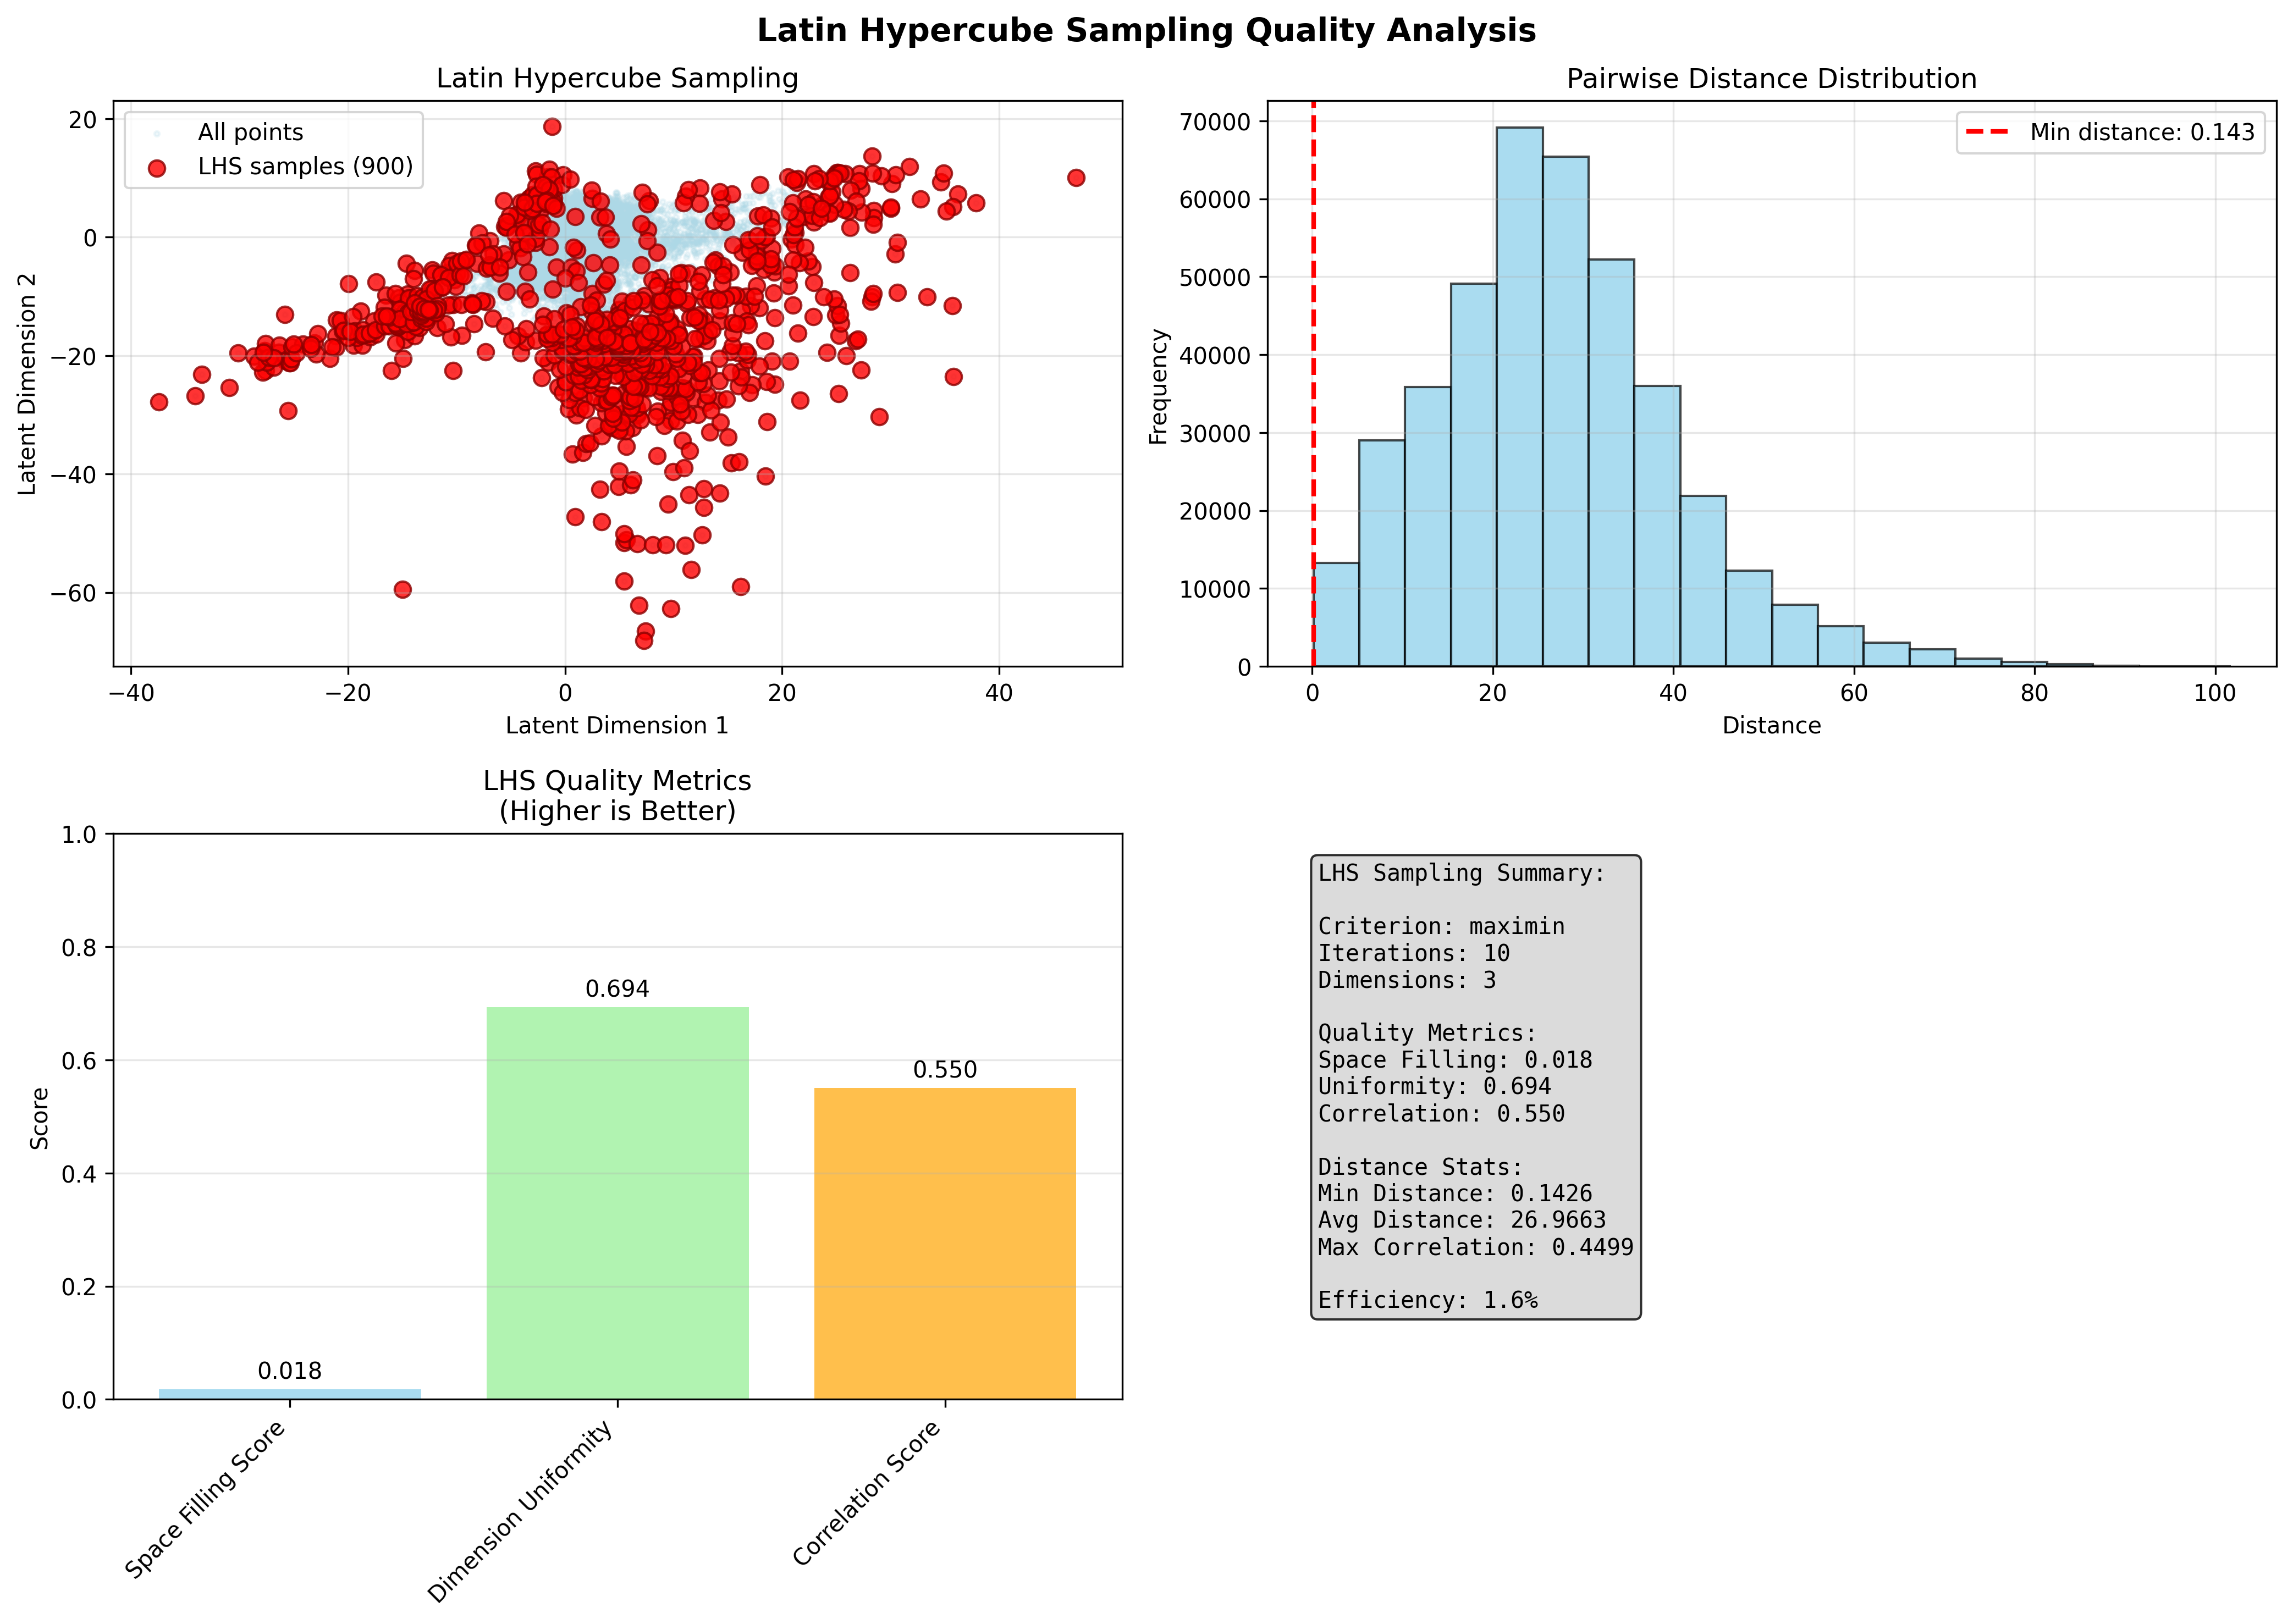 Latin Hypercube Sampling Quality Analysis
Latin Hypercube Sampling
20
0
−20
−40
−60
Latent Dimension 2
All points
LHS samples (900)
−40
−20
0
20
40
Latent Dimension 1
Pairwise Distance Distribution
70000
60000
50000
40000
30000
20000
10000
0
Frequency
Min distance: 0.143
0
20
40
60
80
100
Distance
LHS Quality Metrics
(Higher is Better)
1.0
0.8
0.6
0.4
0.2
0.0
Score
0.018
0.694
0.550
Space Filling Score
Dimension Uniformity
Correlation Score
LHS Sampling Summary:
Criterion: maximin
Iterations: 10
Dimensions: 3
Quality Metrics:
Space Filling: 0.018
Uniformity: 0.694
Correlation: 0.550
Distance Stats:
Min Distance: 0.1426
Avg Distance: 26.9663
Max Correlation: 0.4499
Efficiency: 1.6%